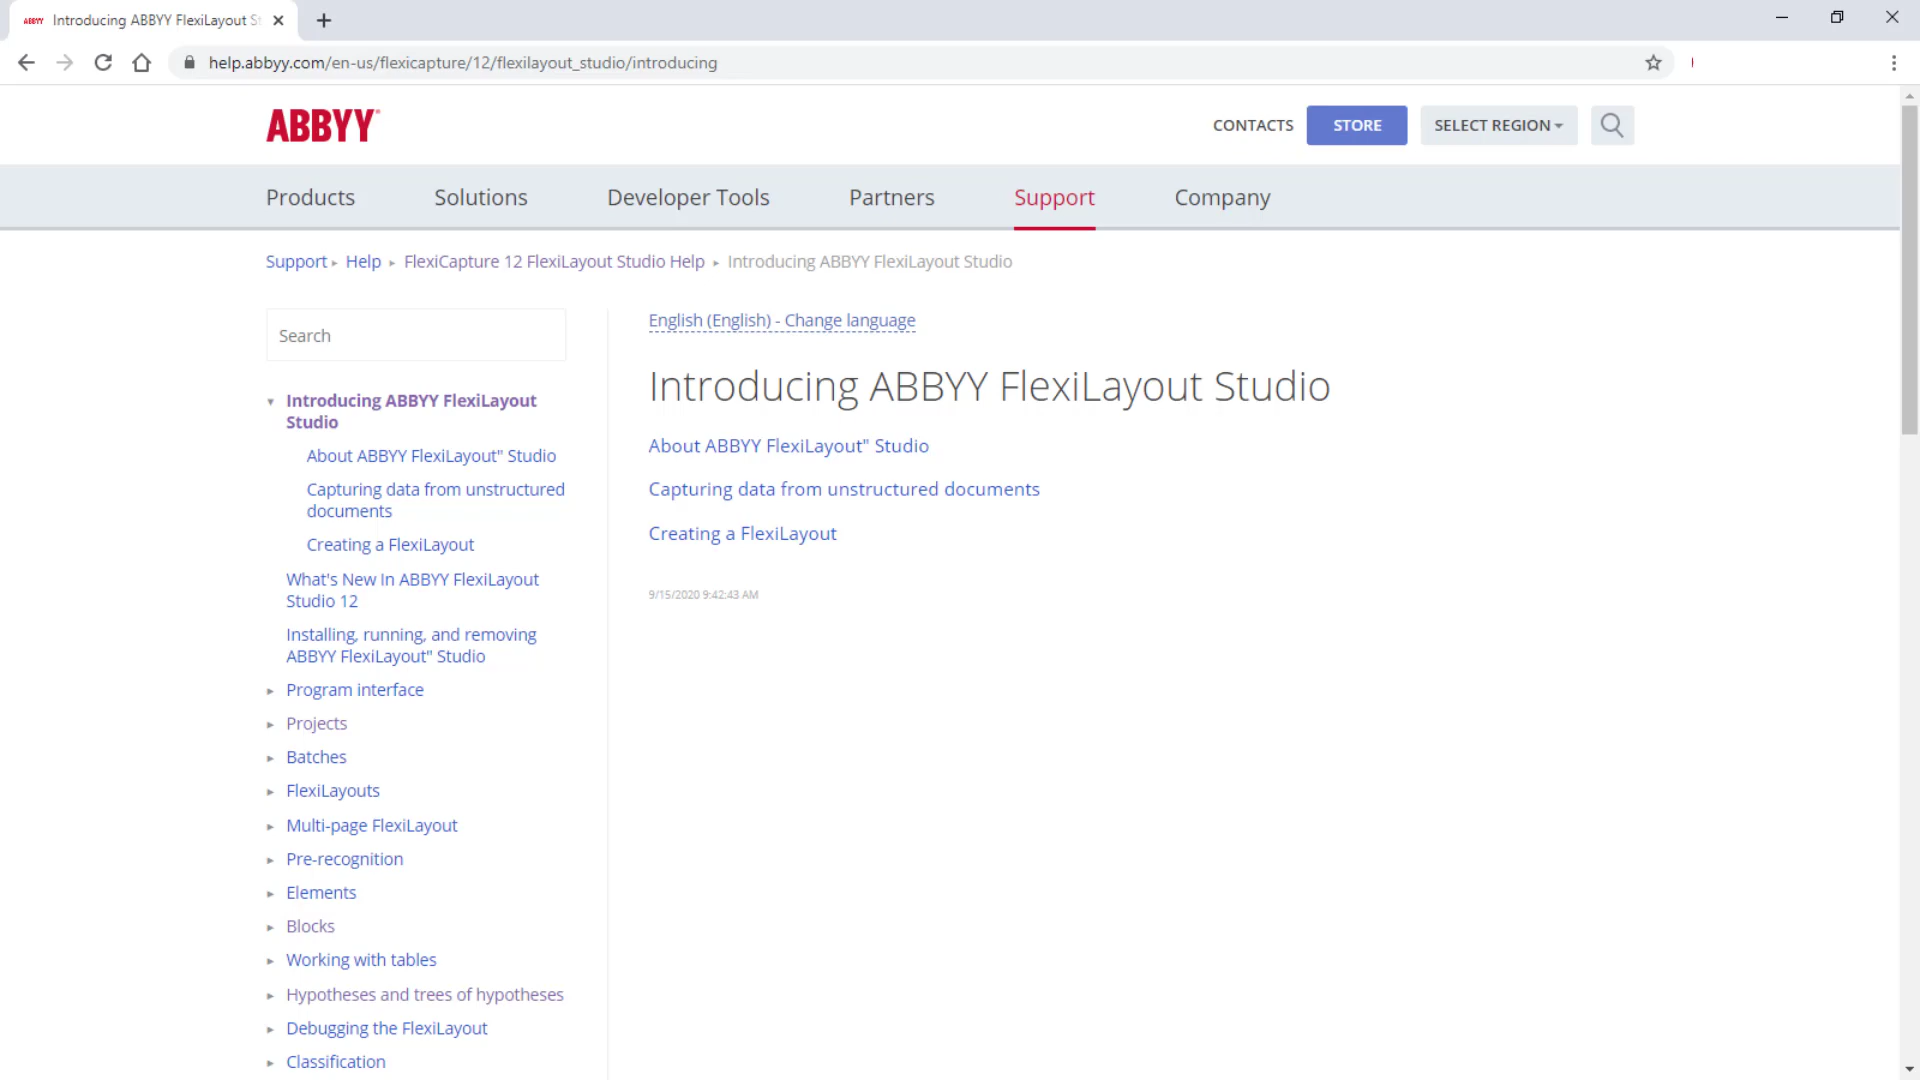 ABBYY Introducing ABBYY FlexiLayout St
help.abbyy.com/en-us/flexicapture/12/flexilayout_studio/introducing
ABBYY
CONTACTS
STORE
SELECT REGION
Products
Solutions
Developer Tools
Partners
Support
Company
Support ▸ Help ▸ FlexiCapture 12 FlexiLayout Studio Help ▸ Introducing ABBYY FlexiLayout Studio
Search
Introducing ABBYY FlexiLayout
Studio
About ABBYY FlexiLayout" Studio
Capturing data from unstructured
documents
Creating a FlexiLayout
What's New In ABBYY FlexiLayout
Studio 12
Installing, running, and removing
ABBYY FlexiLayout" Studio
Program interface
Projects
Batches
FlexiLayouts
Multi-page FlexiLayout
Pre-recognition
Elements
Blocks
Working with tables
Hypotheses and trees of hypotheses
Debugging the FlexiLayout
Classification
English (English) - Change language
Introducing ABBYY FlexiLayout Studio
About ABBYY FlexiLayout" Studio
Capturing data from unstructured documents
Creating a FlexiLayout
9/15/2020 9:42:43 AM